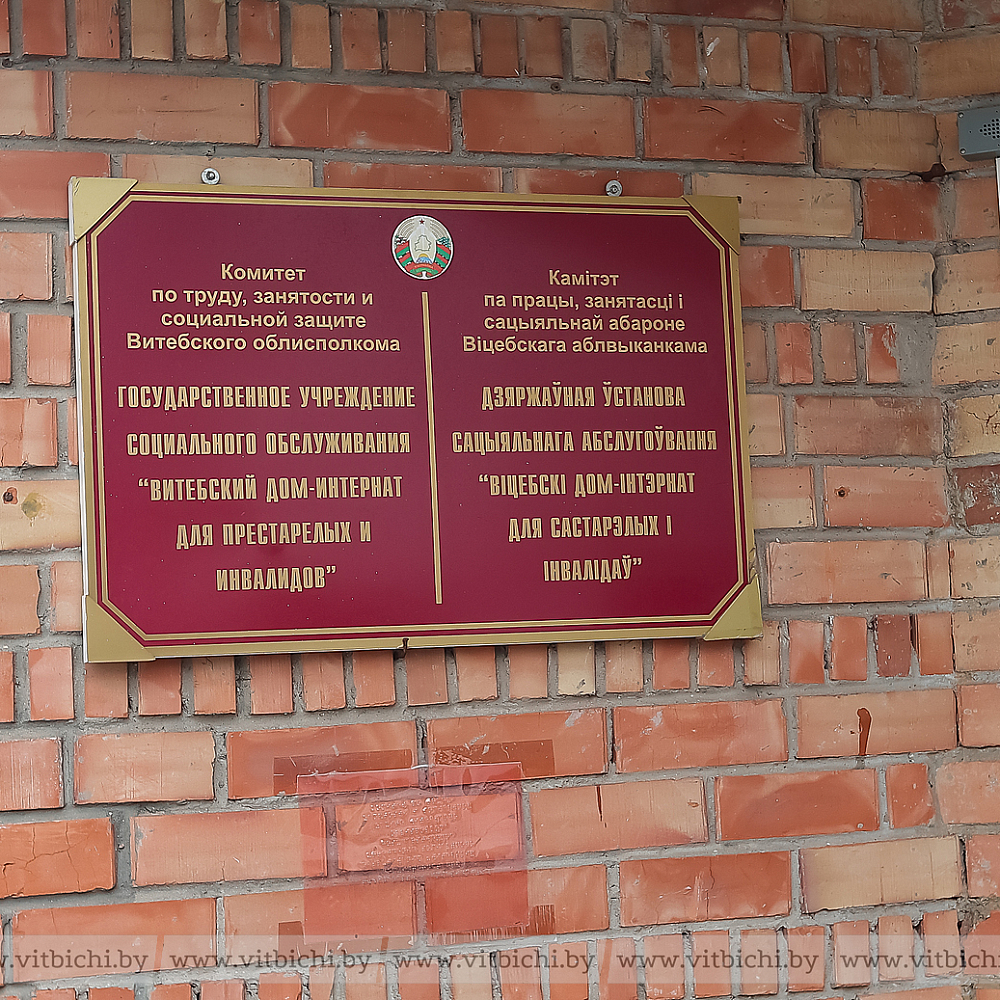 Комитет
по труду, занятости и
социальной защите
Витебского облисполкома
ГОСУДАРСТВЕННОЕ УЧРЕЖДЕНИЕ
СОЦИАЛЬНОГО ОБСЛУЖИВАНИЯ
“ВИТЕБСКИЙ ДОМ-ИНТЕРНАТ
ДЛЯ ПРЕСТАРЕЛЫХ И
ИНВАЛИДОВ”
Камітэт
па працы, занятасці і
сацыяльнай абароне
Віцебскага аблвыканкама
ДЗЯРЖАЎНАЯ ЎСТАНОВА
САЦЫЯЛЬНАГА АБСЛУГОЎВАННЯ
“ВІЦЕБСКІ ДОМ-ІНТЭРНАТ
ДЛЯ САСТАРЭЛЫХ І
ІНВАЛІДАЎ”
www.vitbichi.by www.vitbichi.by www.vitbichi.by www.vitbichi.by www.vitbichi.by